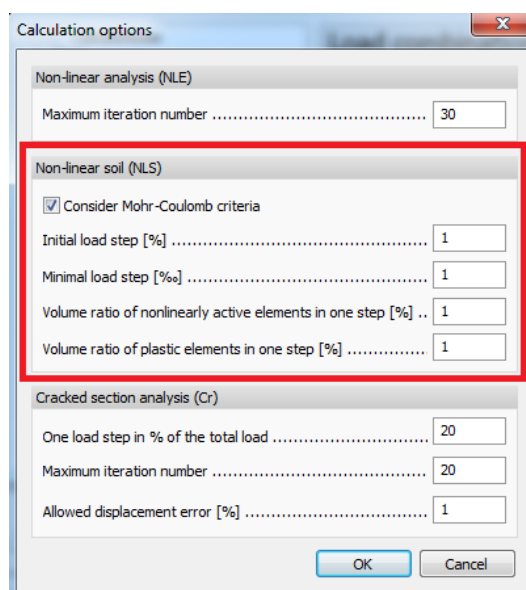 Calculation options
Non-linear analysis (NLE)
Maximum iteration number ........................................ 30
Non-linear soil (NLS)
Consider Mohr-Coulomb criteria
Initial load step [%] ................................................ 1
Minimal load step [‰] ............................................. 1
Volume ratio of nonlinearly active elements in one step [%] .. 1
Volume ratio of plastic elements in one step [%] ............... 1
Cracked section analysis (Cr)
One load step in % of the total load ............................. 20
Maximum iteration number ........................................ 20
Allowed displacement error [%] .................................. 1
OK Cancel